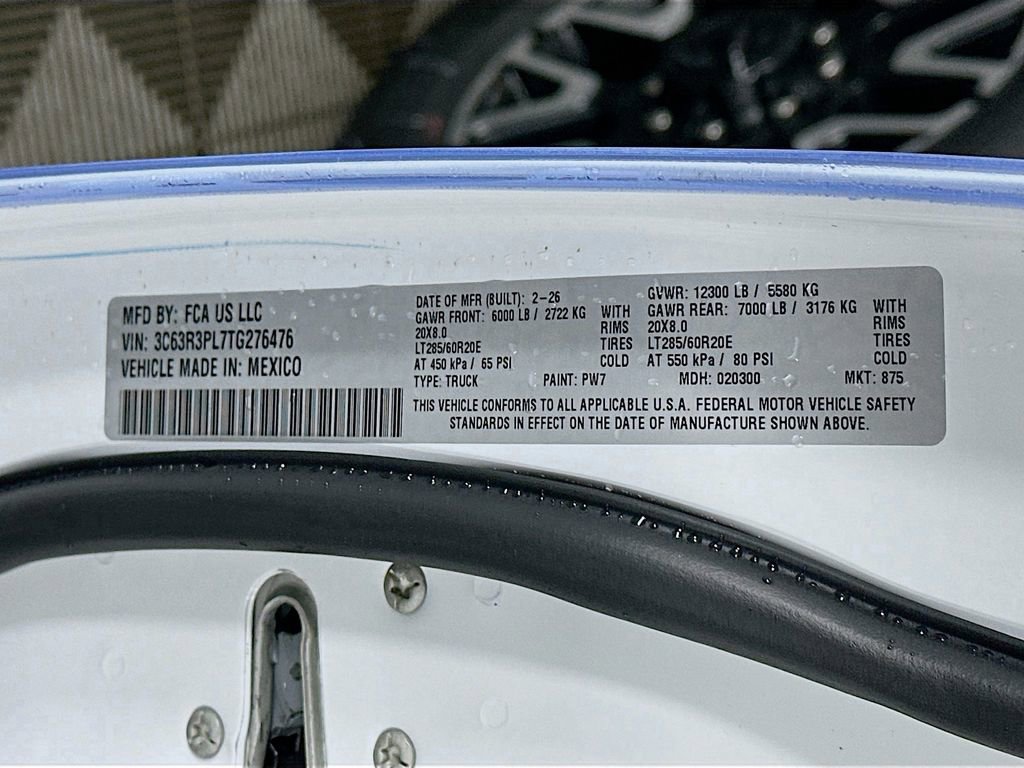 MFD BY: FCA US LLC
VIN: 3C63R3PL7TG276476
VEHICLE MADE IN: MEXICO
DATE OF MFR (BUILT): 2-26
GAWR FRONT: 6000 LB / 2722 KG WITH
20X8.0 RIMS
LT285/60R20E TIRES
AT 450 kPa / 65 PSI COLD
GVWR: 12300 LB / 5580 KG
GAWR REAR: 7000 LB / 3176 KG WITH
20X8.0 RIMS
LT285/60R20E TIRES
AT 550 kPa / 80 PSI COLD
TYPE: TRUCK PAINT: PW7 MDH: 020300 MKT: 875
THIS VEHICLE CONFORMS TO ALL APPLICABLE U.S.A. FEDERAL MOTOR VEHICLE SAFETY
STANDARDS IN EFFECT ON THE DATE OF MANUFACTURE SHOWN ABOVE.